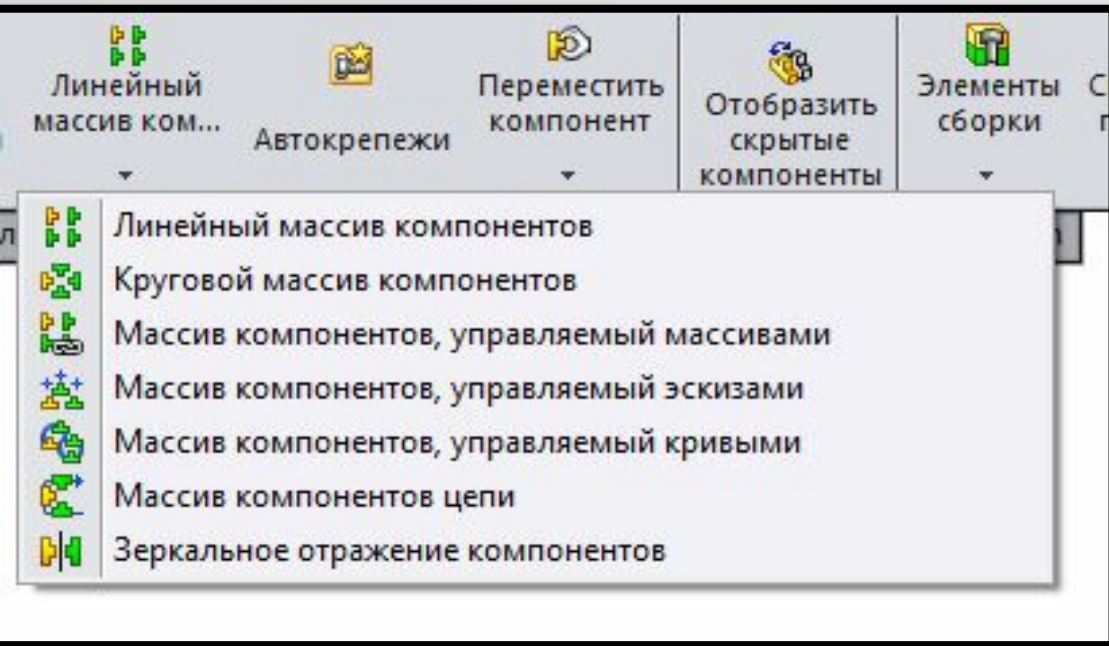 Линейный
массив ком...
Автокрепежи
Переместить
компонент
Отобразить
скрытые
компоненты
Элементы
сборки
Линейный массив компонентов
Круговой массив компонентов
Массив компонентов, управляемый массивами
Массив компонентов, управляемый эскизами
Массив компонентов, управляемый кривыми
Массив компонентов цепи
Зеркальное отражение компонентов